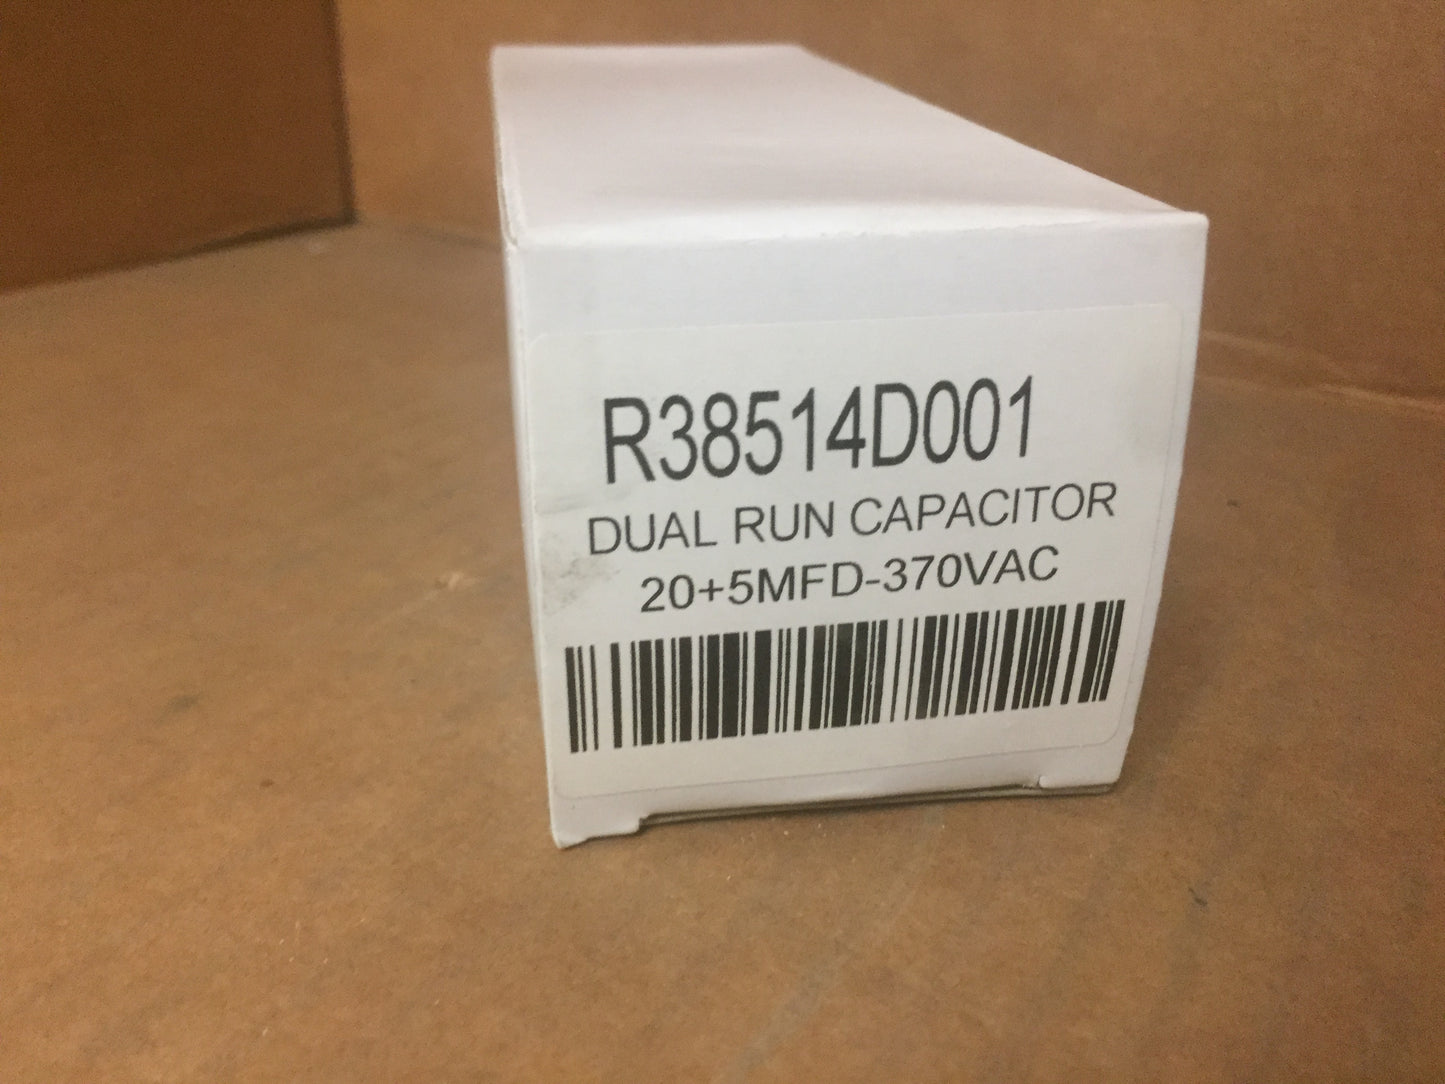 R38514D001
DUAL RUN CAPACITOR
20+5MFD-370VAC